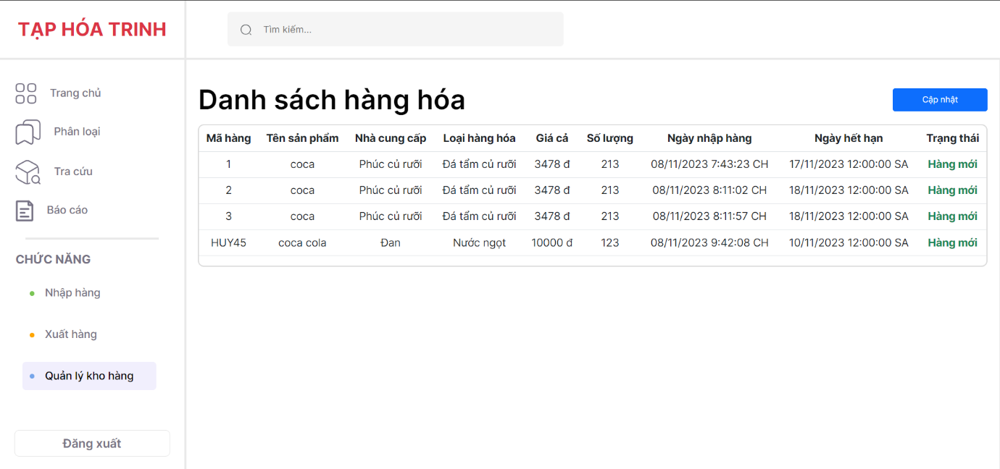 TẠP HÓA TRINH
Tìm kiếm...
Trang chủ
Phân loại
Tra cứu
Báo cáo
CHỨC NĂNG
Nhập hàng
Xuất hàng
Quản lý kho hàng
Đăng xuất
Danh sách hàng hóa
Cập nhật
Mã hàng Tên sản phẩm Nhà cung cấp Loại hàng hóa Giá cả Số lượng Ngày nhập hàng Ngày hết hạn Trạng thái
1 coca Phúc củ rưỡi Đá tẩm củ rưỡi 3478 đ 213 08/11/2023 7:43:23 CH 17/11/2023 12:00:00 SA Hàng mới
2 coca Phúc củ rưỡi Đá tẩm củ rưỡi 3478 đ 213 08/11/2023 8:11:02 CH 18/11/2023 12:00:00 SA Hàng mới
3 coca Phúc củ rưỡi Đá tẩm củ rưỡi 3478 đ 213 08/11/2023 8:11:57 CH 18/11/2023 12:00:00 SA Hàng mới
HUY45 coca cola Đan Nước ngọt 10000 đ 123 08/11/2023 9:42:08 CH 10/11/2023 12:00:00 SA Hàng mới